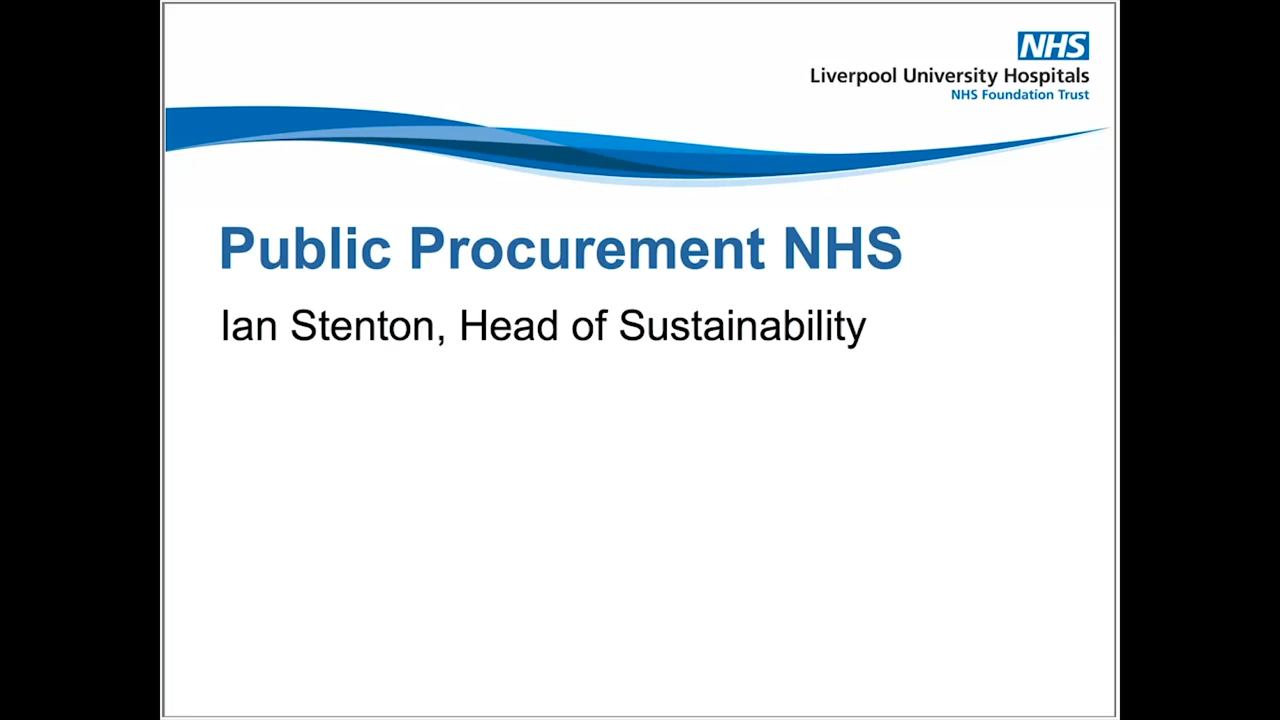 NHS
Liverpool University Hospitals
NHS Foundation Trust
Public Procurement NHS
Ian Stenton, Head of Sustainability